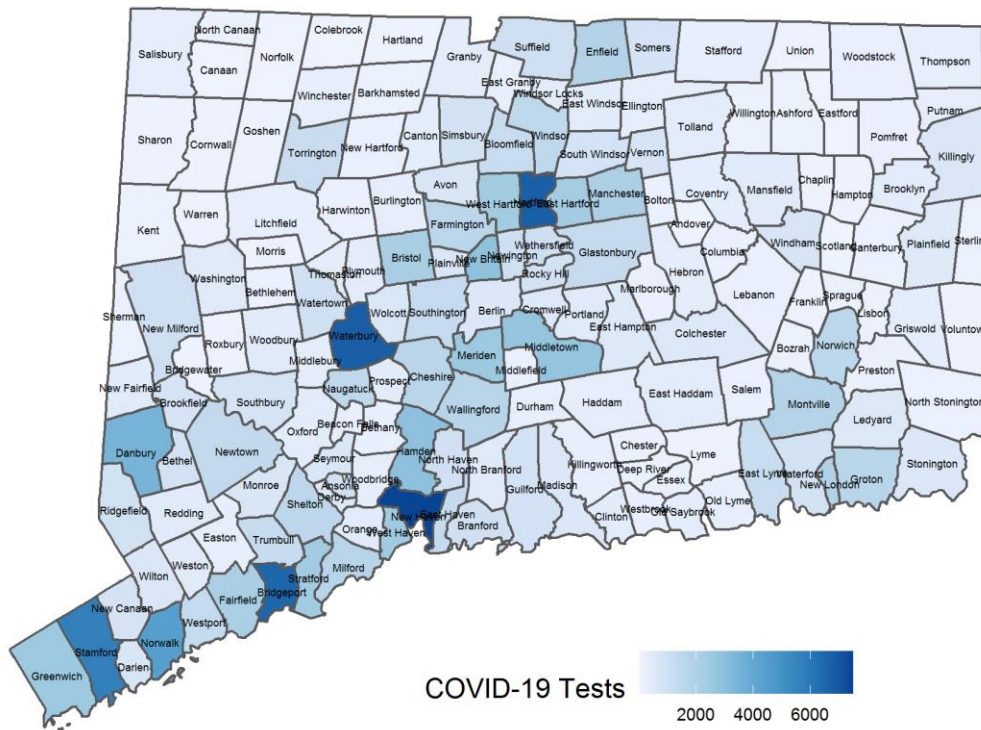 North Canaan
Colebrook
Hartland
Suffield
Enfield
Somers
Stafford
Union
Woodstock
Thompson
Salisbury
Canaan
Norfolk
Granby
East Granby
Windsor Locks
Winchester
Barkhamsted
East Windsor
Ellington
Willington
Ashford
Eastford
Putnam
Sharon
Cornwall
Goshen
Torrington
New Hartford
Canton
Simsbury
Bloomfield
Windsor
South Windsor
Vernon
Tolland
Pomfret
Killingly
Avon
West Hartford
East Hartford
Manchester
Bolton
Coventry
Mansfield
Chaplin
Hampton
Brooklyn
Kent
Warren
Litchfield
Harwinton
Burlington
Farmington
Wethersfield
Glastonbury
Andover
Columbia
Windham
Scotland
Canterbury
Plainfield
Sterling
Morris
Washington
Bethlehem
Thomaston
Plymouth
Bristol
Plainville
New Britain
Newington
Rocky Hill
Hebron
Marlborough
Lebanon
Franklin
Sprague
Lisbon
Griswold
Voluntown
Sherman
New Milford
Roxbury
Woodbury
Watertown
Waterbury
Wolcott
Southington
Berlin
Cromwell
Portland
East Hampton
Colchester
Bozrah
Norwich
Preston
Bridgewater
Middlebury
Meriden
Middletown
Middlefield
New Fairfield
Brookfield
Southbury
Naugatuck
Prospect
Cheshire
Wallingford
Durham
Haddam
East Haddam
Salem
Montville
Ledyard
North Stonington
Danbury
Bethel
Newtown
Oxford
Beacon Falls
Bethany
Hamden
North Haven
North Branford
Killingworth
Chester
Deep River
Essex
Lyme
East Lyme
Waterford
New London
Groton
Stonington
Ridgefield
Redding
Monroe
Seymour
Ansonia
Derby
Shelton
Woodbridge
New Haven
East Haven
Branford
Guilford
Madison
Clinton
Westbrook
Old Saybrook
Old Lyme
Easton
Trumbull
Orange
West Haven
Wilton
Weston
Fairfield
Bridgeport
Stratford
Milford
New Canaan
Westport
Greenwich
Stamford
Darien
Norwalk
COVID-19 Tests
2000 4000 6000